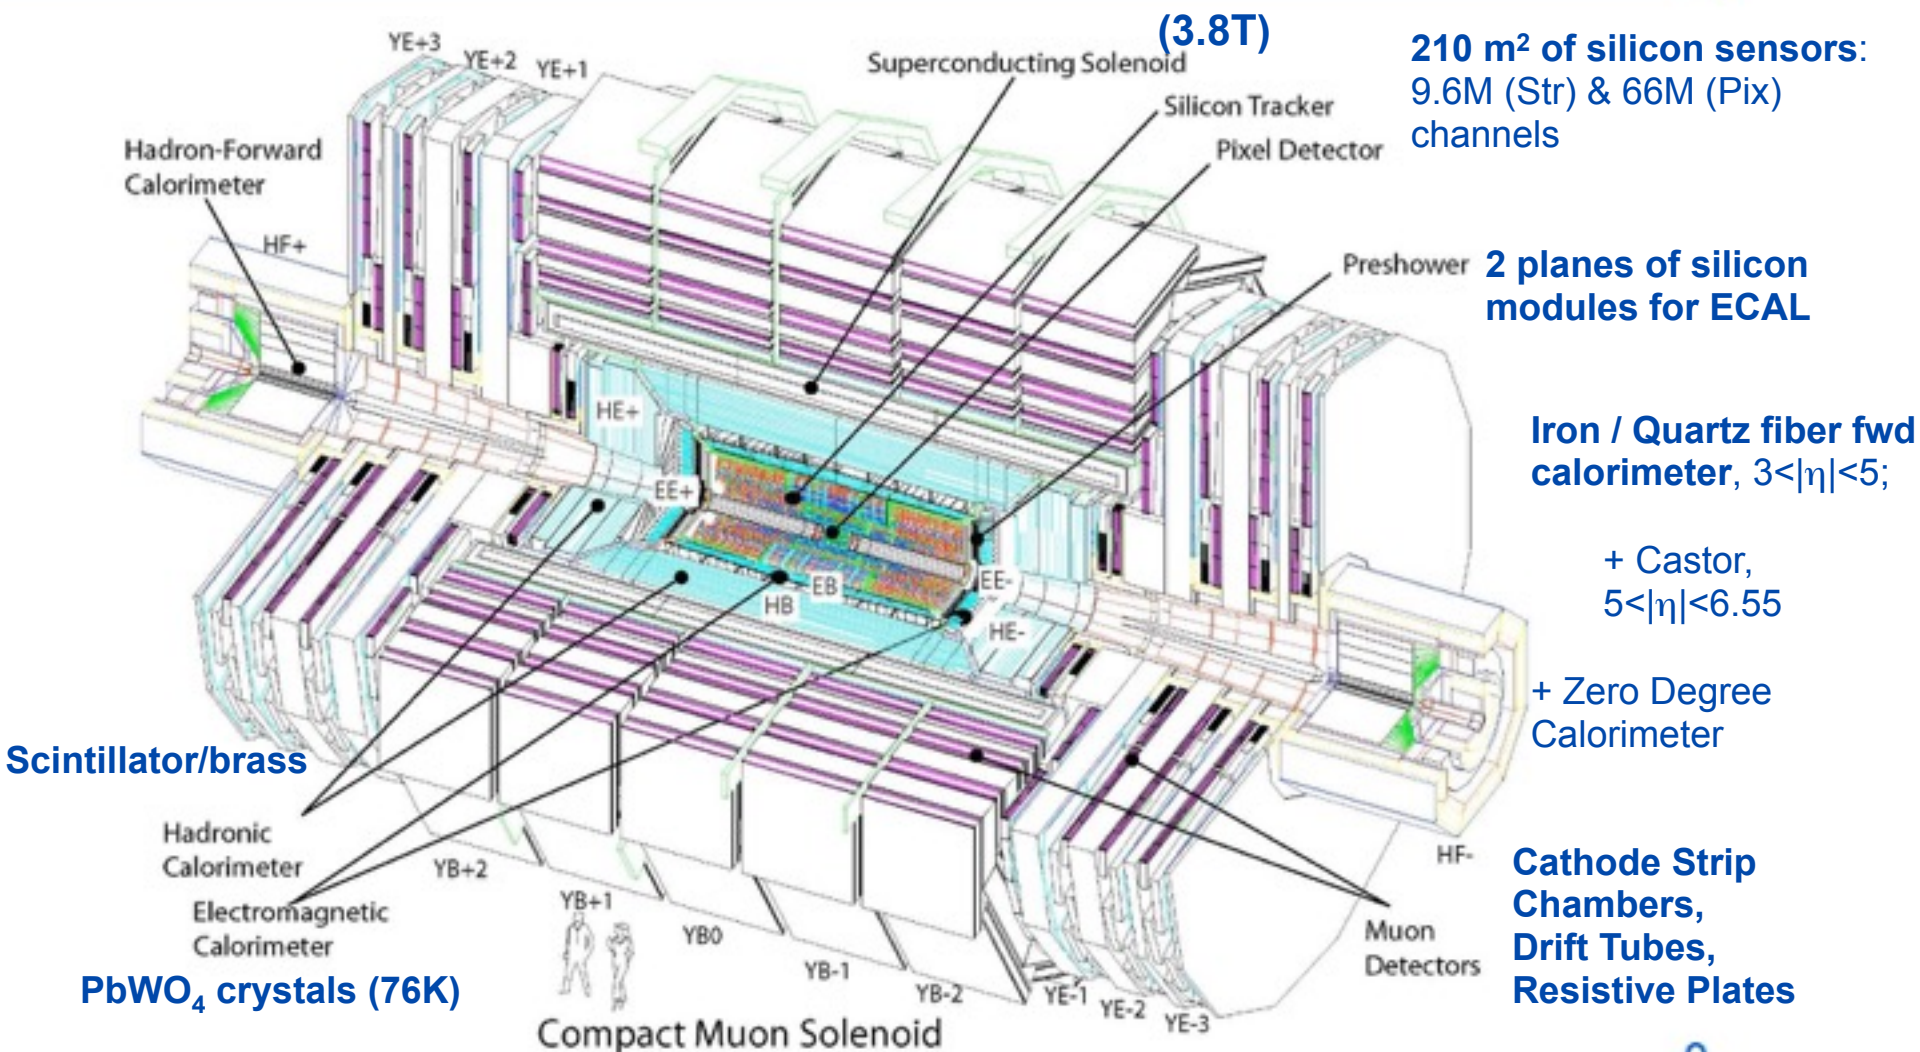 (3.8T)
YE+3
YE+2
YE+1
Superconducting Solenoid
210 m² of silicon sensors:
9.6M (Str) & 66M (Pix)
channels
Silicon Tracker
Pixel Detector
Hadron-Forward
Calorimeter
HF+
Preshower
2 planes of silicon
modules for ECAL
HE+
Iron / Quartz fiber fwd
calorimeter, 3<|η|<5;
EE+
+ Castor,
5<|η|<6.55
EB
EE-
HB
HE-
+ Zero Degree
Calorimeter
Scintillator/brass
Hadronic
Calorimeter
Electromagnetic
Calorimeter
PbWO₄ crystals (76K)
YB+2
YB+1
YB0
YB-1
YB-2
YE-1
YE-2
YE-3
HF-
Muon
Detectors
Cathode Strip
Chambers,
Drift Tubes,
Resistive Plates
Compact Muon Solenoid